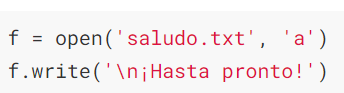 f = open('saludo.txt', 'a')
f.write('\n¡Hasta pronto!')